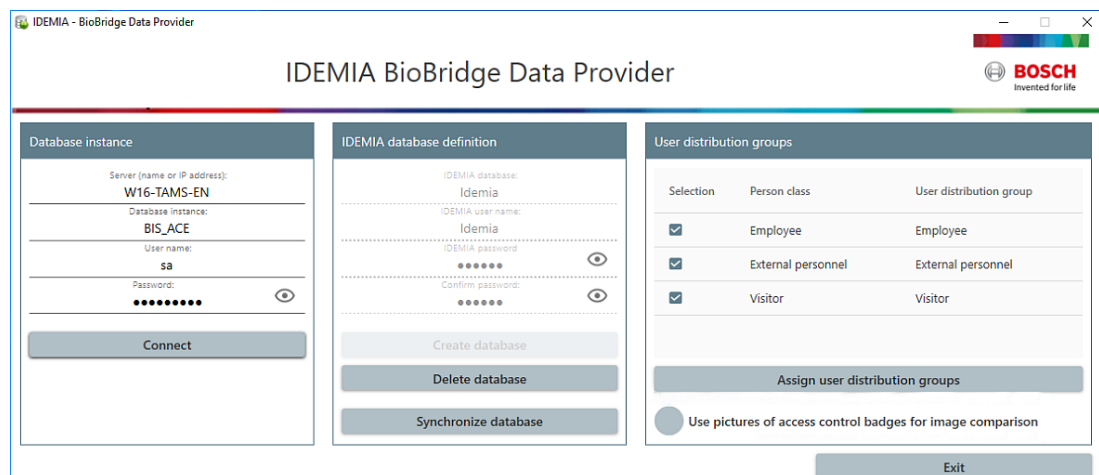 IDEMIA - BioBridge Data Provider
IDEMIA BioBridge Data Provider
BOSCH
Invented for life
Database instance
Server (name or IP address):
W16-TAMS-EN
Database instance:
BIS_ACE
User name:
sa
Password:
●●●●●●●●●
Connect
IDEMIA database definition
IDEMIA database:
Idemia
IDEMIA user name:
Idemia
IDEMIA password
●●●●●●
Confirm password:
●●●●●●
Create database
Delete database
Synchronize database
User distribution groups
Selection Person class User distribution group
Employee Employee
External personnel External personnel
Visitor Visitor
Assign user distribution groups
Use pictures of access control badges for image comparison
Exit